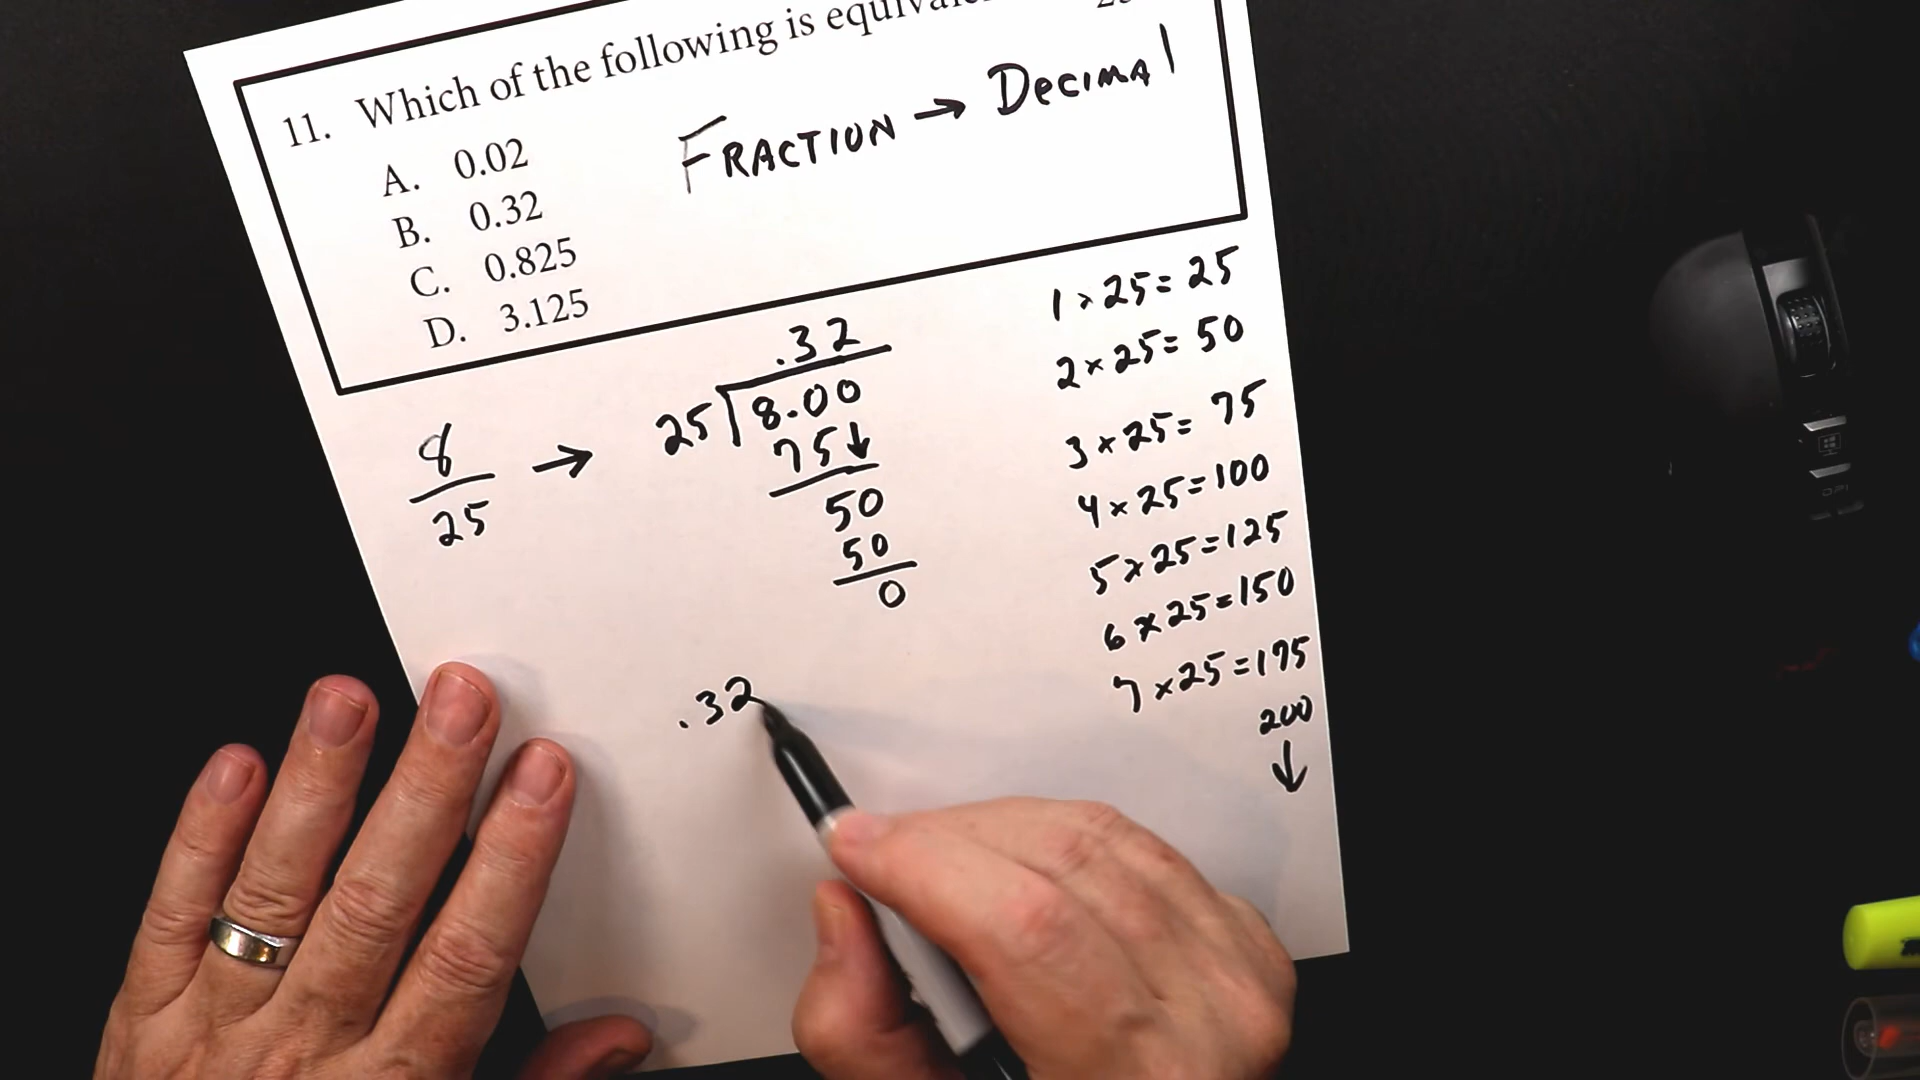 11. Which of the following is
A. 0.02
B. 0.32
C. 0.825
D. 3.125
FRACTION → DecimAl
8/25 →
.32
25 8.00
75↓
50
50
0
.32
1 × 25 = 25
2 × 25 = 50
3 × 25 = 75
4 × 25 = 100
5 × 25 = 125
6 × 25 = 150
7 × 25 = 175
200
↓